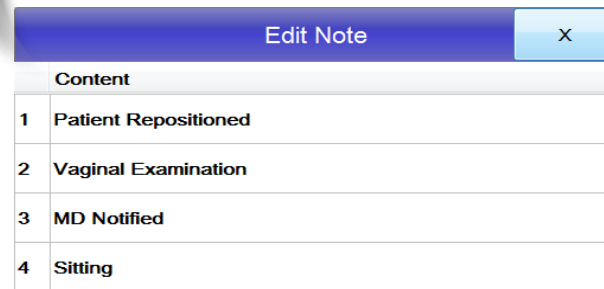 Edit Note X
Content
1 Patient Repositioned
2 Vaginal Examination
3 MD Notified
4 Sitting